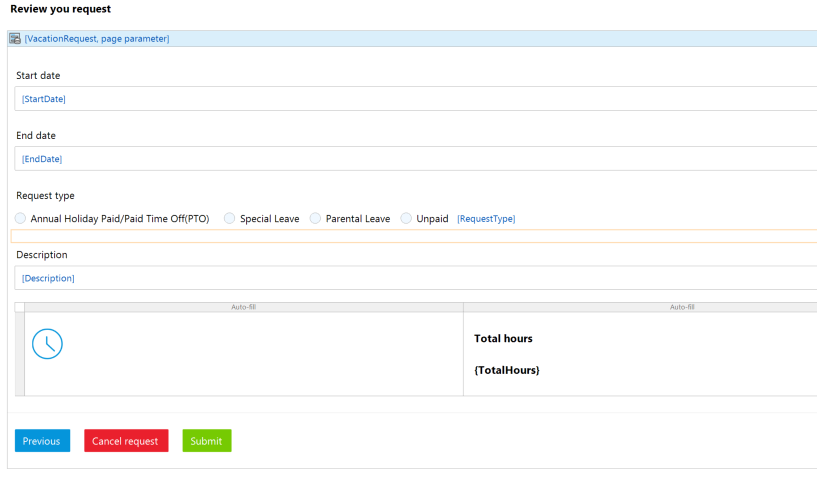 Review you request
[VacationRequest, page parameter]
Start date
[StartDate]
End date
[EndDate]
Request type
Annual Holiday Paid/Paid Time Off(PTO) Special Leave Parental Leave Unpaid [RequestType]
Description
[Description]
Auto-fill Auto-fill
Total hours
{TotalHours}
Previous Cancel request Submit